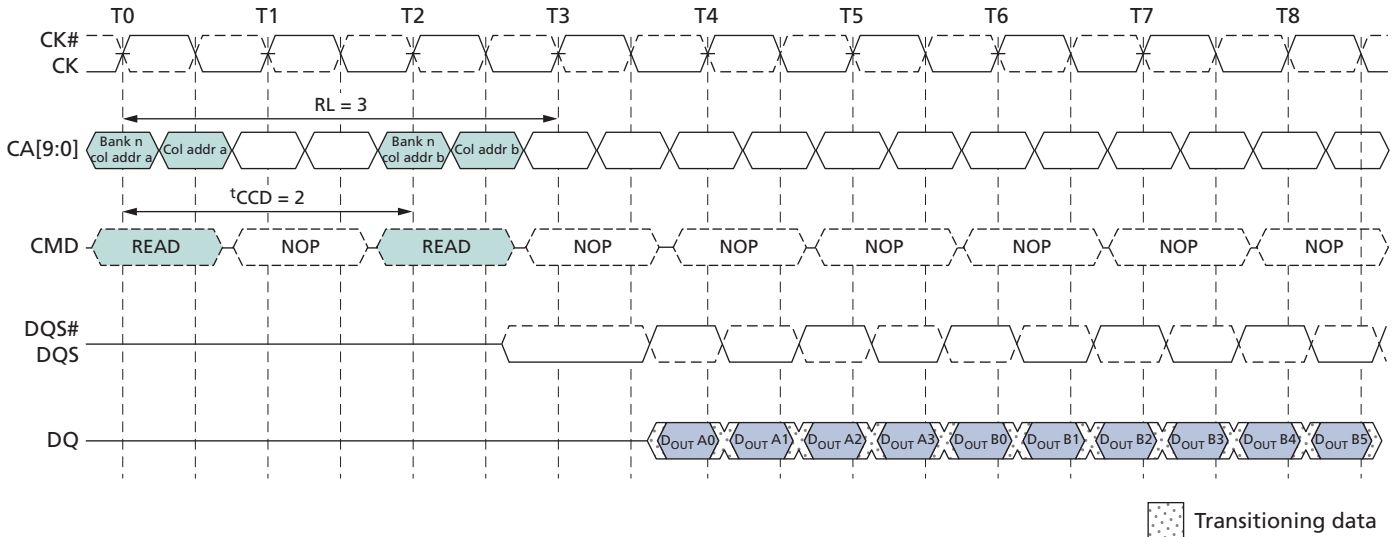 T0 T1 T2 T3 T4 T5 T6 T7 T8
CK#
CK
RL = 3
CA[9:0]
Bank n
col addr a
Col addr a
Bank n
col addr b
Col addr b
tCCD = 2
CMD READ NOP READ NOP NOP NOP NOP NOP NOP
DQS#
DQS
DQ DOUT A0 DOUT A1 DOUT A2 DOUT A3 DOUT B0 DOUT B1 DOUT B2 DOUT B3 DOUT B4 DOUT B5
Transitioning data